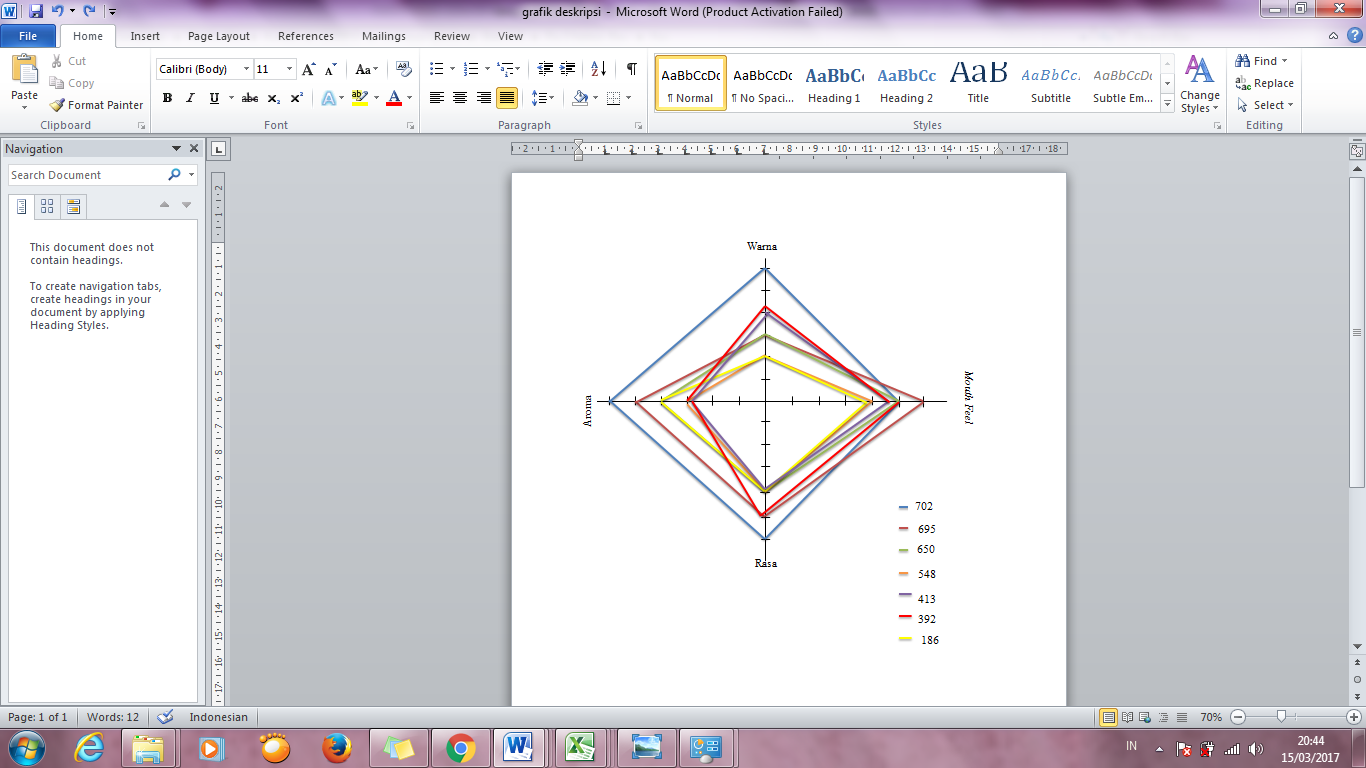 grafik deskripsi - Microsoft Word (Product Activation Failed)
File Home Insert Page Layout References Mailings Review View
Paste
Cut
Copy
Format Painter
Clipboard
Calibri (Body) 11
Font
Paragraph
AaBbCcDc AaBbCcDc AaBbCc AaBbCc AaB AaBbCc. AaBbCcDc
¶ Normal ¶ No Spaci... Heading 1 Heading 2 Title Subtitle Subtle Em...
Styles
Change Styles
Find
Replace
Select
Editing
Navigation
Search Document
This document does not
contain headings.
To create navigation tabs,
create headings in your
document by applying
Heading Styles.
Warna
Aroma
Mouth Feel
Rasa
702
695
650
548
413
392
186
Page: 1 of 1 Words: 12 Indonesian 70%
IN 20:44
15/03/2017